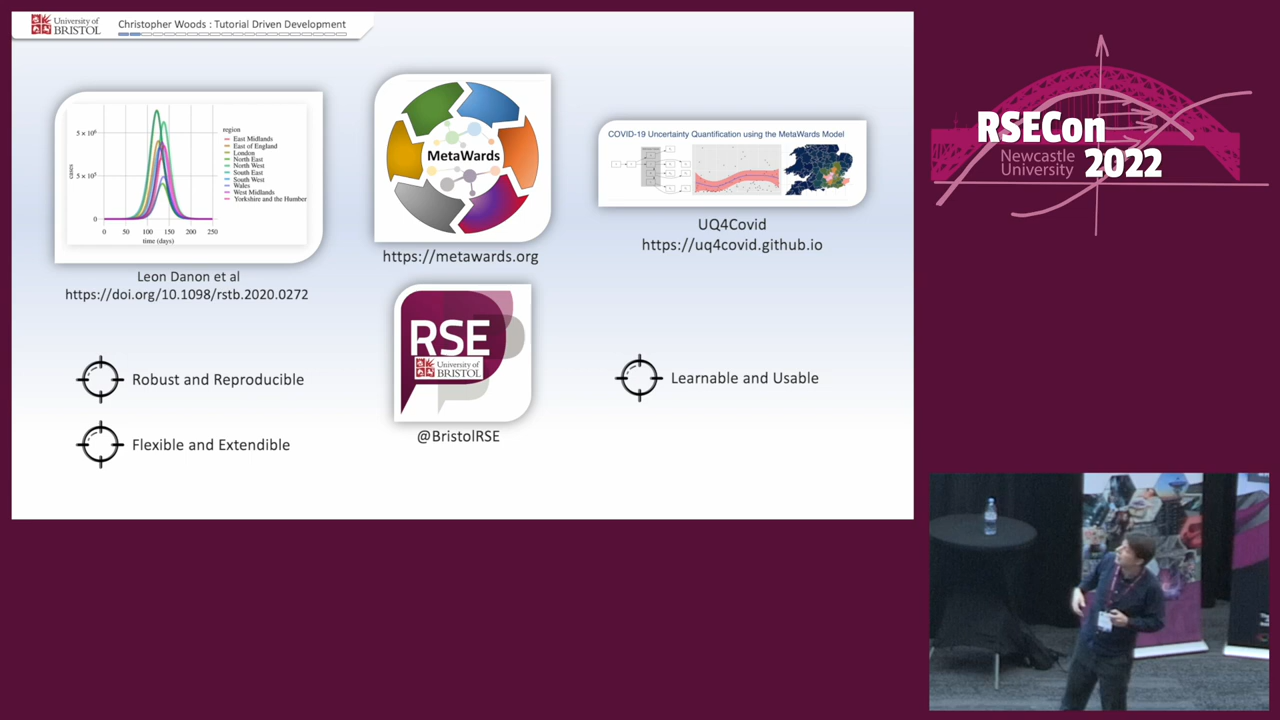 University of
BRISTOL
Christopher Woods : Tutorial Driven Development
region
East Midlands
East of England
London
North East
North West
South East
South West
Wales
West Midlands
Yorkshire and the Humber
cases
0
0
50
100
150
200
250
time (days)
Leon Danon et al
https://doi.org/10.1098/rstb.2020.0272
MetaWards
https://metawards.org
COVID-19 Uncertainty Quantification using the MetaWards Model
UQ4Covid
https://uq4covid.github.io
RSE
University of
BRISTOL
@BristolRSE
Robust and Reproducible
Flexible and Extendible
Learnable and Usable
RSECon
Newcastle
University
2022